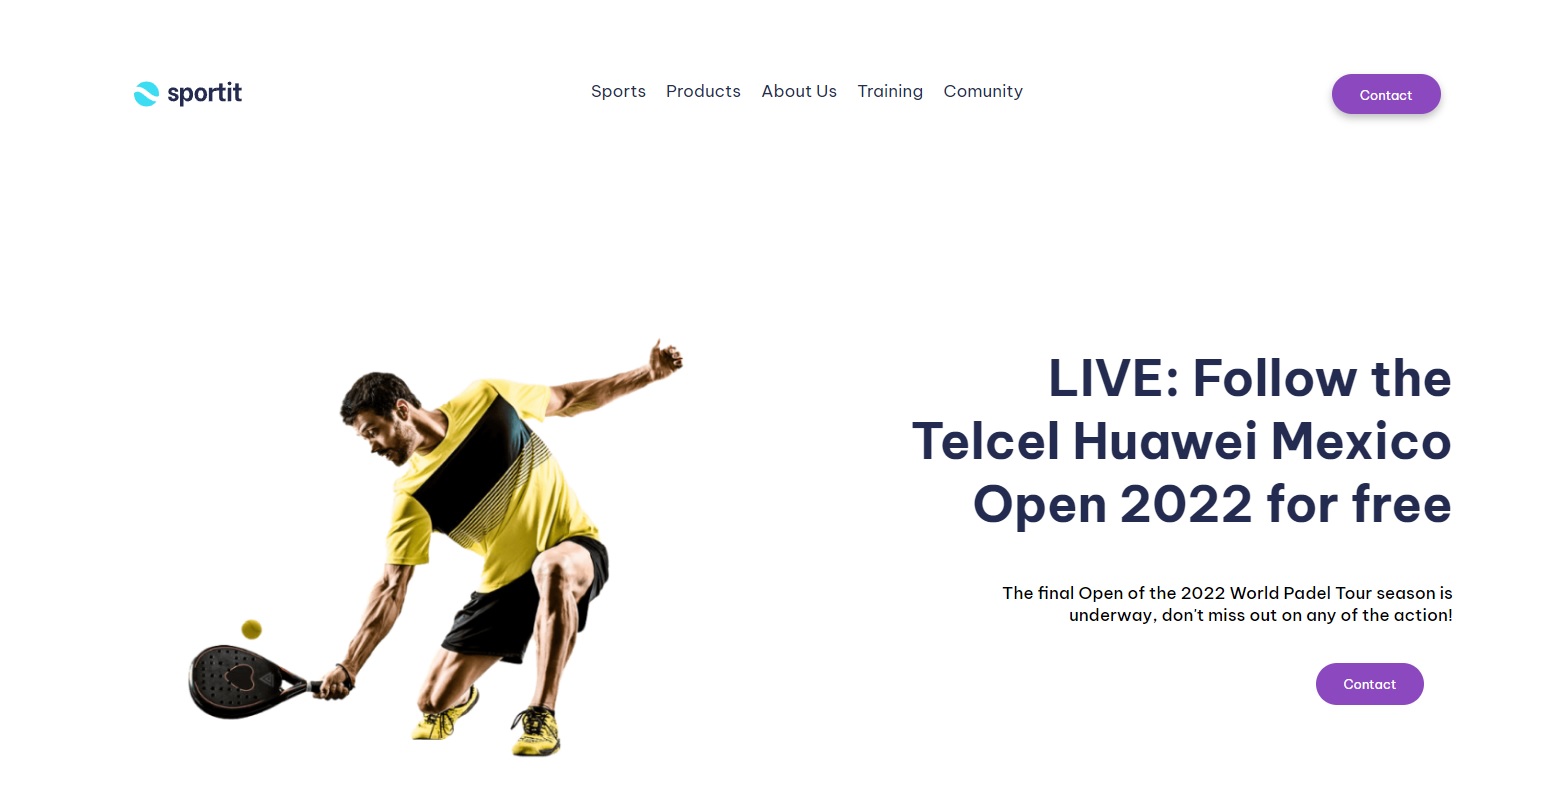 sportit
Sports Products About Us Training Comunity
Contact
LIVE: Follow the
Telcel Huawei Mexico
Open 2022 for free
The final Open of the 2022 World Padel Tour season is
underway, don't miss out on any of the action!
Contact